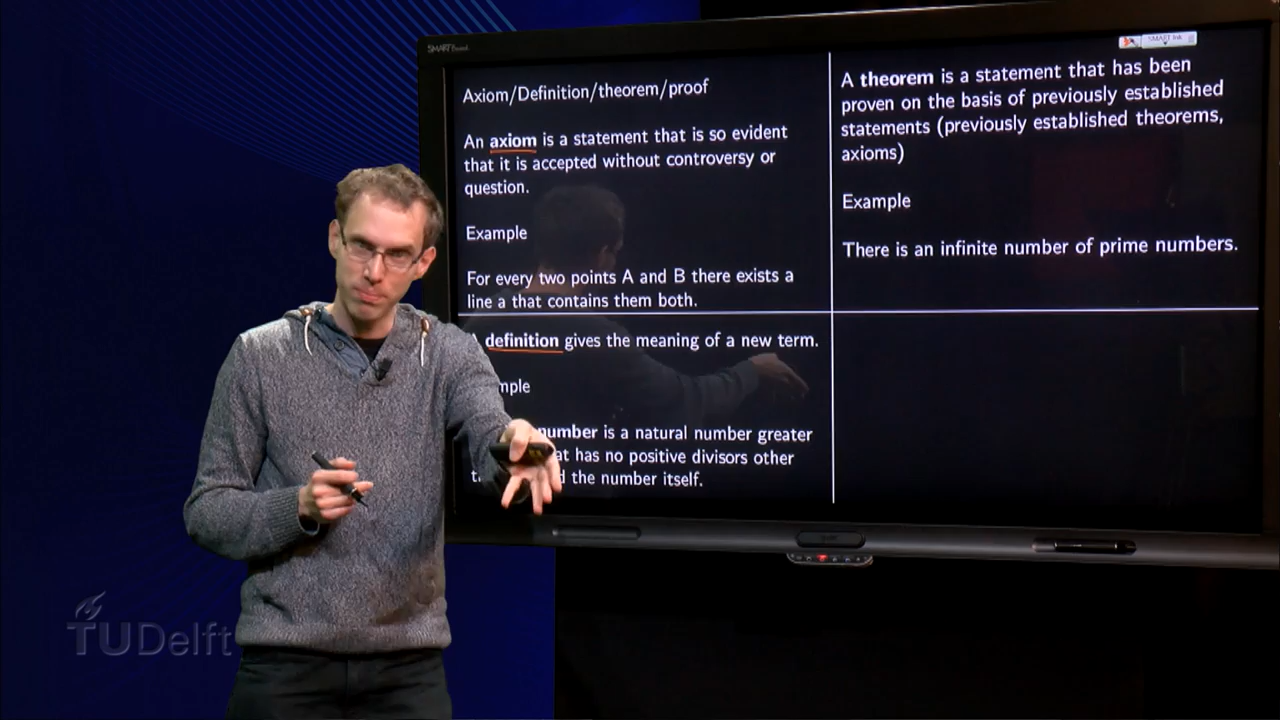 SMART Board
SMART Ink
Axiom/Definition/theorem/proof
An axiom is a statement that is so evident
that it is accepted without controversy or
question.
Example
For every two points A and B there exists a
line a that contains them both.
definition gives the meaning of a new term.
mple
number is a natural number greater
at has no positive divisors other
the number itself.
A theorem is a statement that has been
proven on the basis of previously established
statements (previously established theorems,
axioms)
Example
There is an infinite number of prime numbers.
TUDelft